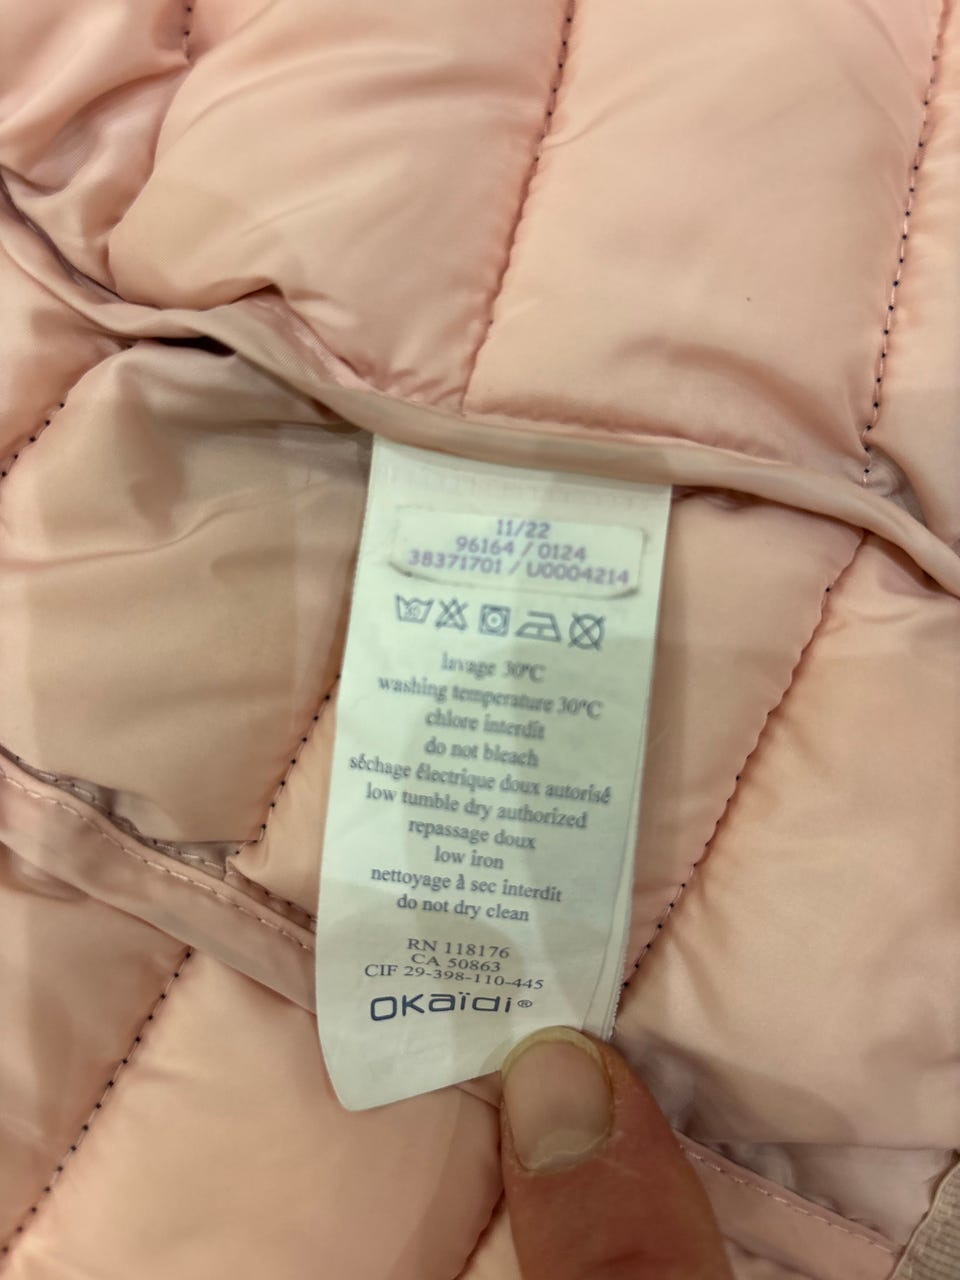 11/22
96164 / 0124
38371701 / U0004214
lavage 30°C
washing temperature 30°C
chlore interdit
do not bleach
séchage électrique doux autorisé
low tumble dry authorized
repassage doux
low iron
nettoyage à sec interdit
do not dry clean
RN 118176
CA 50863
CIF 29-398-110-445
OKaïdi®